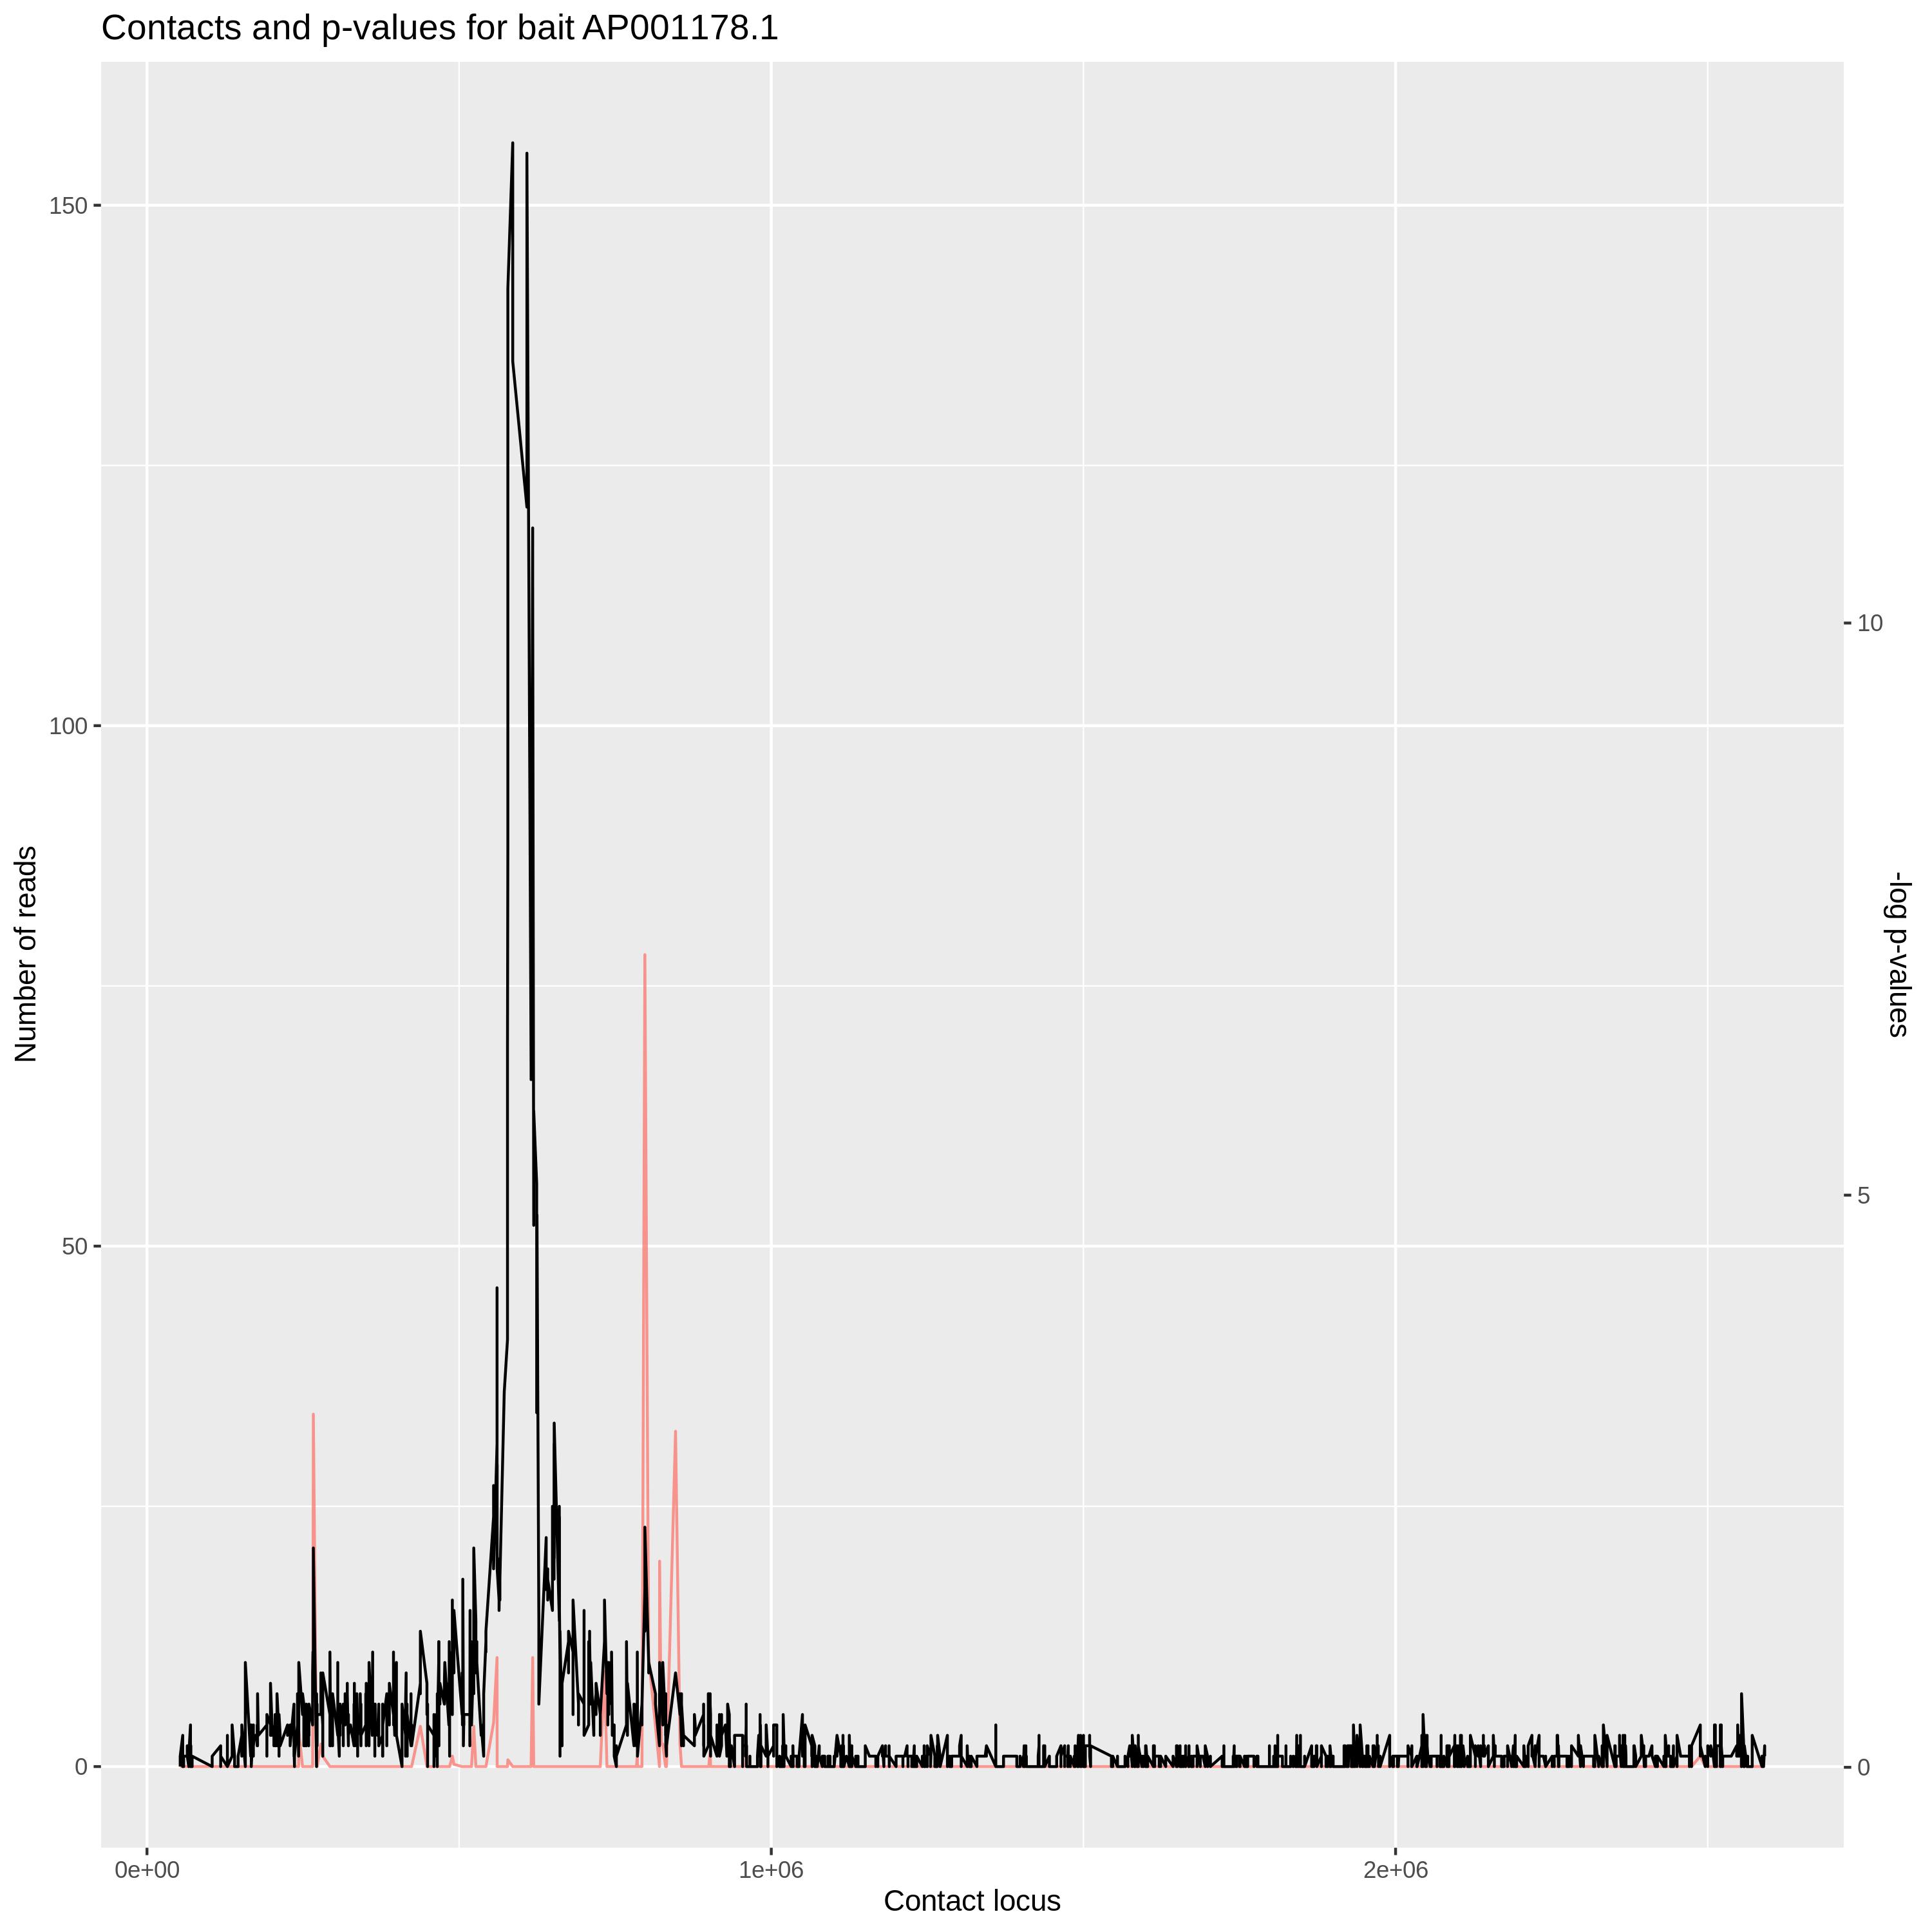 Contacts and p-values for bait AP001178.1
150
100
50
0
Number of reads
10
5
0
-log p-values
0e+00
1e+06
2e+06
Contact locus